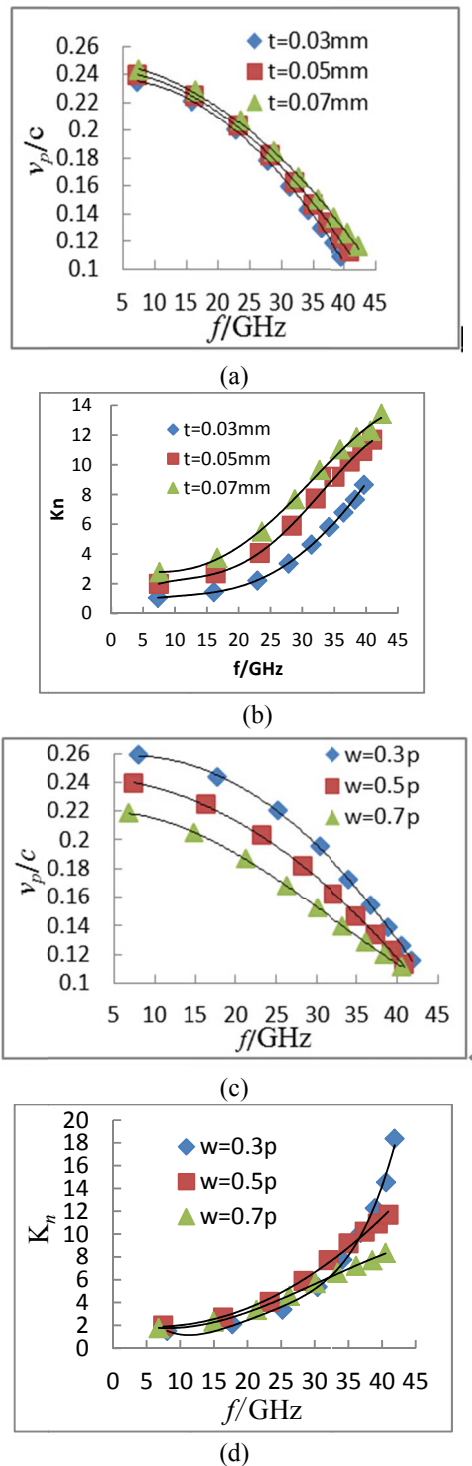 0.26
0.24
0.22
0.2
0.18
0.16
0.14
0.12
0.1
v_p/c
t=0.03mm
t=0.05mm
t=0.07mm
5 10 15 20 25 30 35 40 45
f/GHz
(a)
14
12
10
8
6
4
2
0
Kn
t=0.03mm
t=0.05mm
t=0.07mm
0 5 10 15 20 25 30 35 40 45
f/GHz
(b)
0.26
0.24
0.22
0.2
0.18
0.16
0.14
0.12
0.1
v_p/c
w=0.3p
w=0.5p
w=0.7p
5 10 15 20 25 30 35 40 45
f/GHz
(c)
20
18
16
14
12
10
8
6
4
2
0
K_n
w=0.3p
w=0.5p
w=0.7p
0 5 10 15 20 25 30 35 40 45
f/GHz
(d)